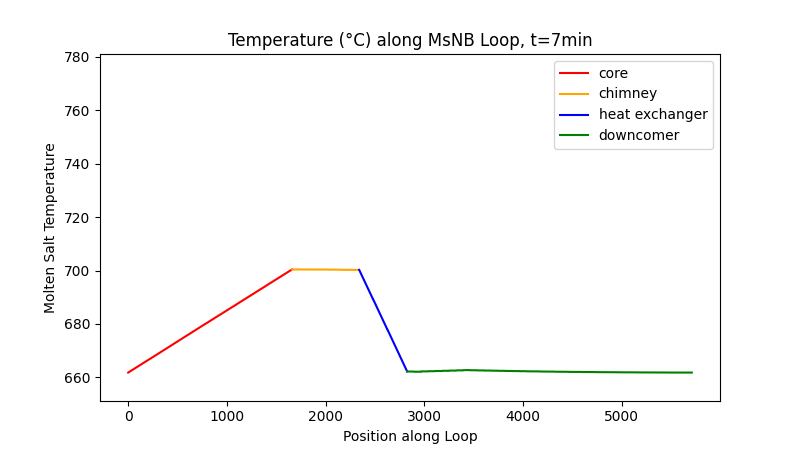 Temperature (°C) along MsNB Loop, t=7min
780
760
740
720
700
680
660
Molten Salt Temperature
core
chimney
heat exchanger
downcomer
0
1000
2000
3000
4000
5000
Position along Loop